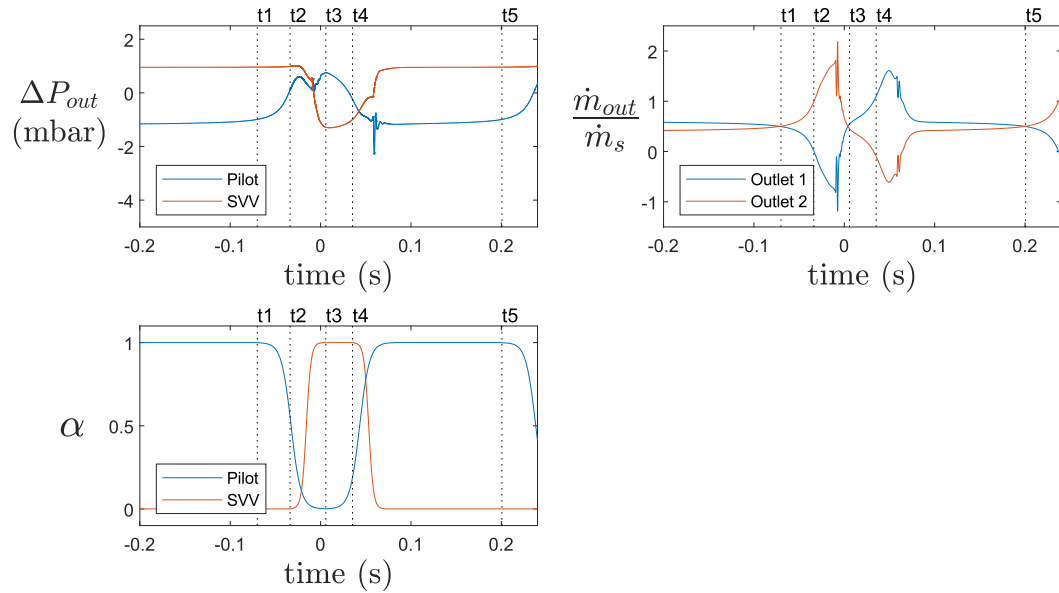 t1 t2 t3 t4 t5
2
0
-2
-4
ΔP_out
(mbar)
Pilot
SVV
-0.2 -0.1 0 0.1 0.2
time (s)
t1 t2 t3 t4 t5
2
1
0
-1
ṁ_out
ṁ_s
Outlet 1
Outlet 2
-0.2 -0.1 0 0.1 0.2
time (s)
t1 t2 t3 t4 t5
1
0.5
0
α
Pilot
SVV
-0.2 -0.1 0 0.1 0.2
time (s)